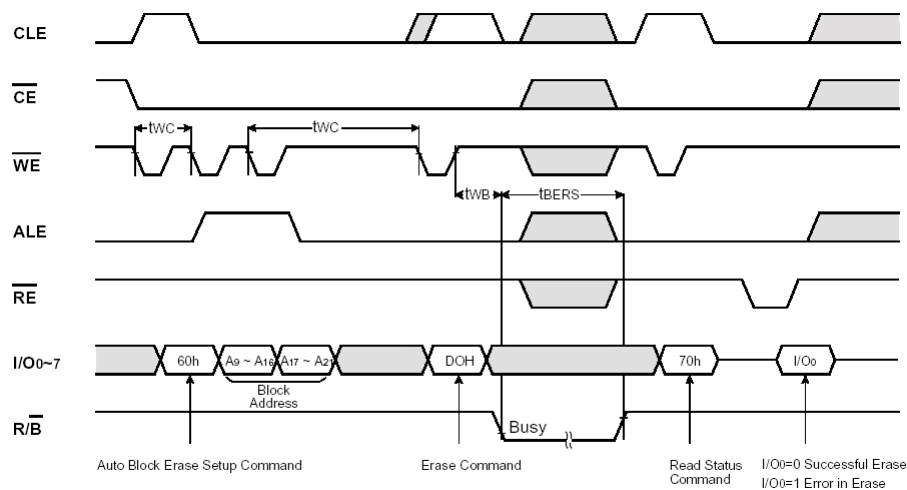 CLE
CE
tWC
tWC
WE
tWB
tBERS
ALE
RE
I/O0~7
60h
A9 ~ A16
A17 ~ A21
DOH
70h
I/O0
Block
Address
R/B
Busy
Auto Block Erase Setup Command
Erase Command
Read Status
Command
I/O0=0 Successful Erase
I/O0=1 Error in Erase